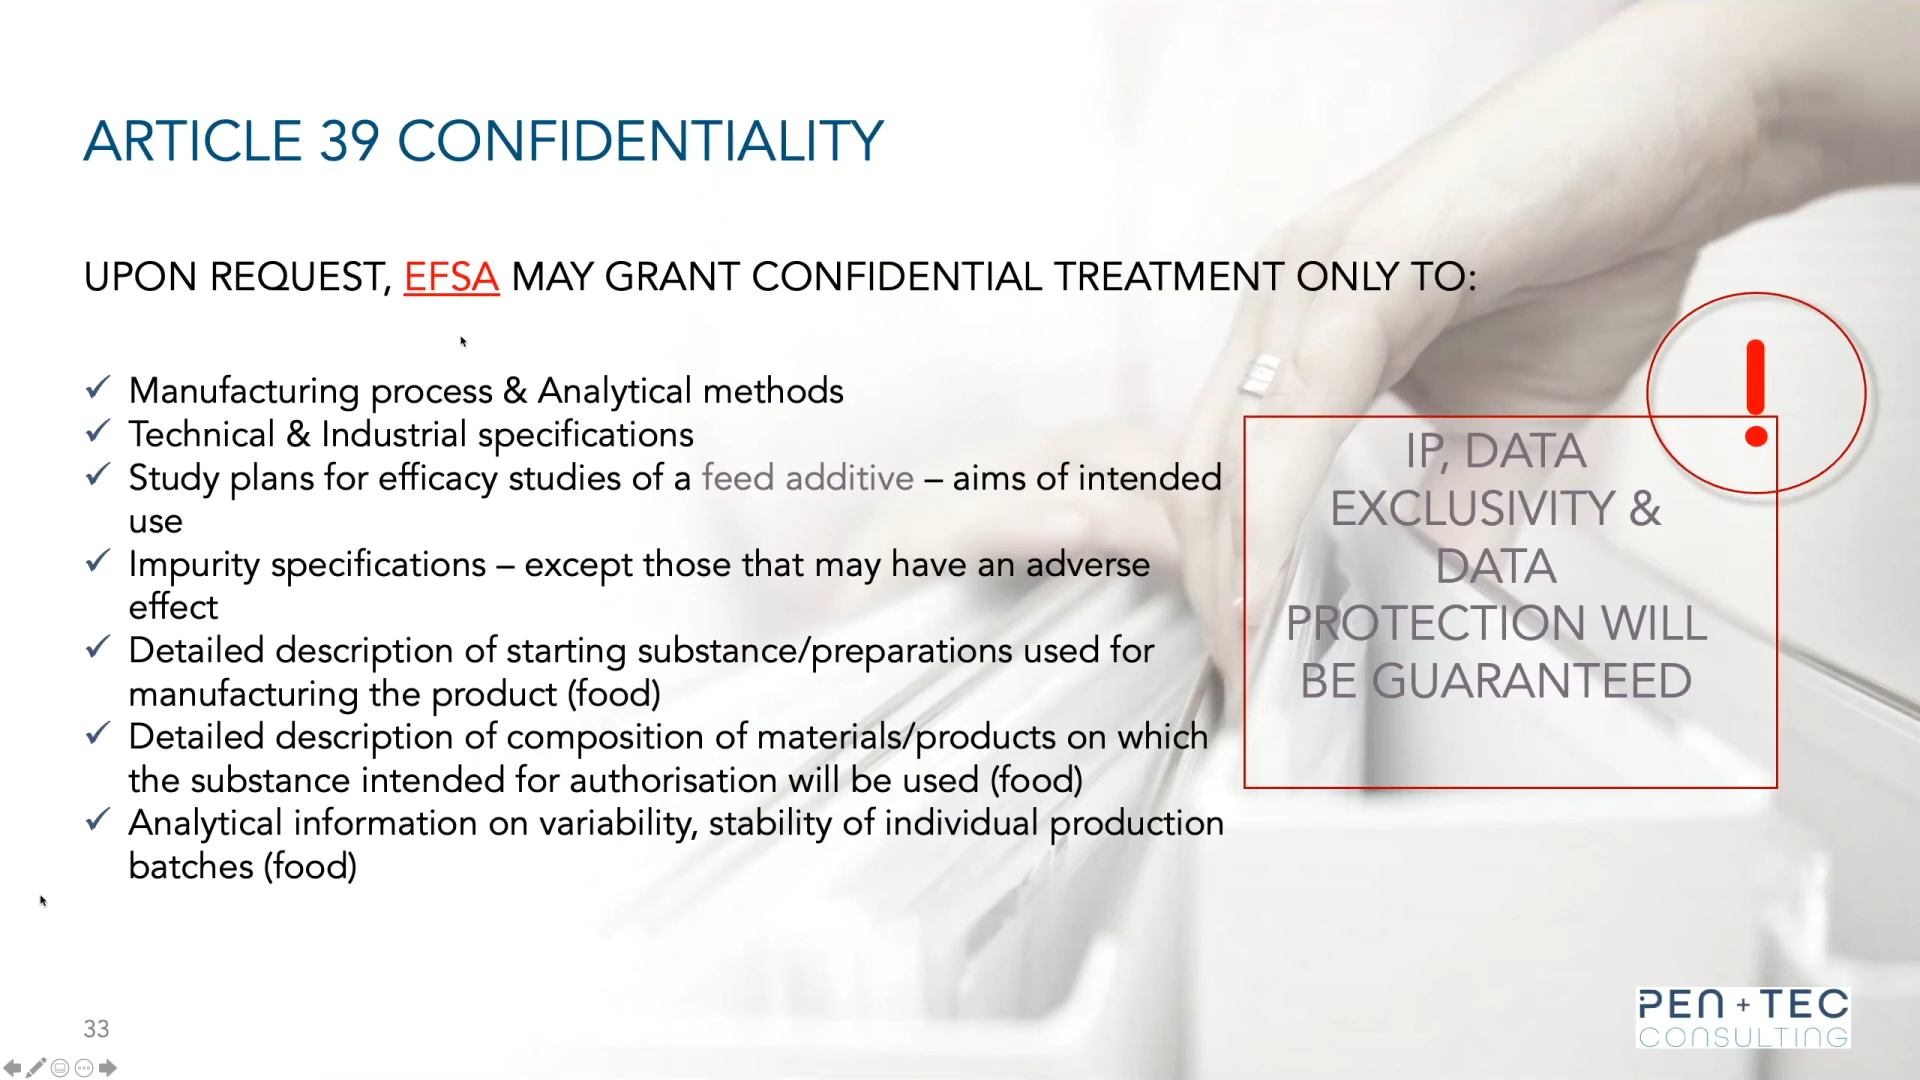 ARTICLE 39 CONFIDENTIALITY
UPON REQUEST, EFSA MAY GRANT CONFIDENTIAL TREATMENT ONLY TO:
✓ Manufacturing process & Analytical methods
✓ Technical & Industrial specifications
✓ Study plans for efficacy studies of a feed additive – aims of intended
use
✓ Impurity specifications – except those that may have an adverse
effect
✓ Detailed description of starting substance/preparations used for
manufacturing the product (food)
✓ Detailed description of composition of materials/products on which
the substance intended for authorisation will be used (food)
✓ Analytical information on variability, stability of individual production
batches (food)
!
IP, DATA
EXCLUSIVITY &
DATA
PROTECTION WILL
BE GUARANTEED
33
PEN + TEC
CONSULTING